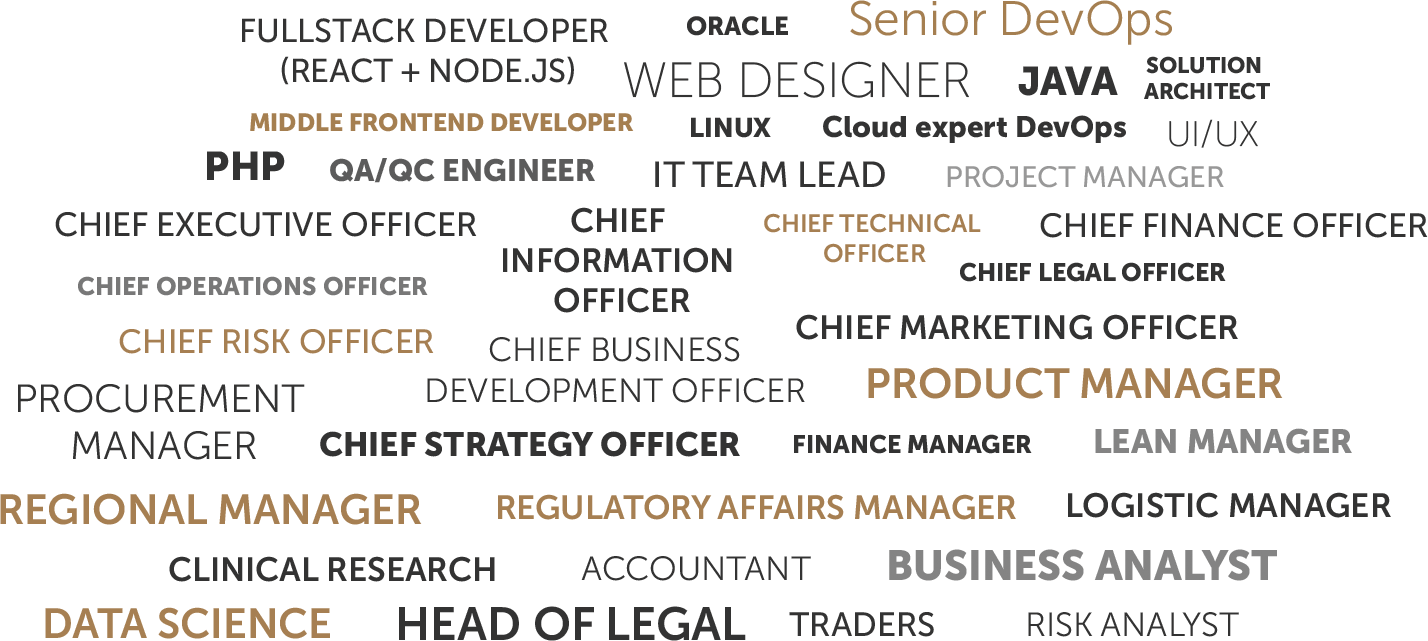 FULLSTACK DEVELOPER
(REACT + NODE.JS)
ORACLE
Senior DevOps
WEB DESIGNER
JAVA
SOLUTION
ARCHITECT
MIDDLE FRONTEND DEVELOPER
LINUX
Cloud expert DevOps
UI/UX
PHP
QA/QC ENGINEER
IT TEAM LEAD
PROJECT MANAGER
CHIEF EXECUTIVE OFFICER
CHIEF
INFORMATION
OFFICER
CHIEF TECHNICAL
OFFICER
CHIEF FINANCE OFFICER
CHIEF OPERATIONS OFFICER
CHIEF LEGAL OFFICER
CHIEF RISK OFFICER
CHIEF BUSINESS
DEVELOPMENT OFFICER
CHIEF MARKETING OFFICER
PROCUREMENT
MANAGER
PRODUCT MANAGER
CHIEF STRATEGY OFFICER
FINANCE MANAGER
LEAN MANAGER
REGIONAL MANAGER
REGULATORY AFFAIRS MANAGER
LOGISTIC MANAGER
CLINICAL RESEARCH
ACCOUNTANT
BUSINESS ANALYST
DATA SCIENCE
HEAD OF LEGAL
TRADERS
RISK ANALYST